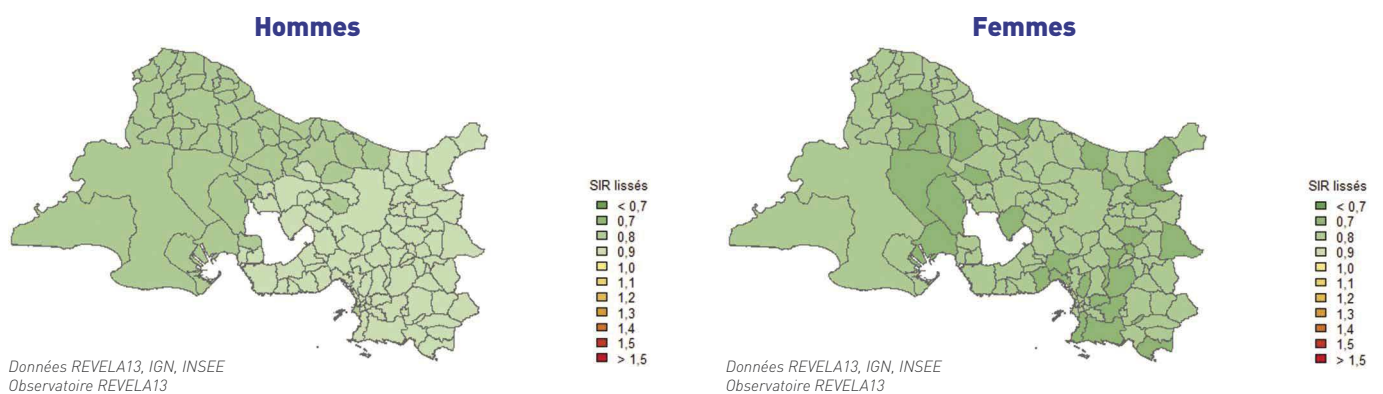 Hommes
SIR lissés
< 0,7
0,7
0,8
0,9
1,0
1,1
1,2
1,3
1,4
1,5
> 1,5
Données REVELA13, IGN, INSEE
Observatoire REVELA13
Femmes
SIR lissés
< 0,7
0,7
0,8
0,9
1,0
1,1
1,2
1,3
1,4
1,5
> 1,5
Données REVELA13, IGN, INSEE
Observatoire REVELA13